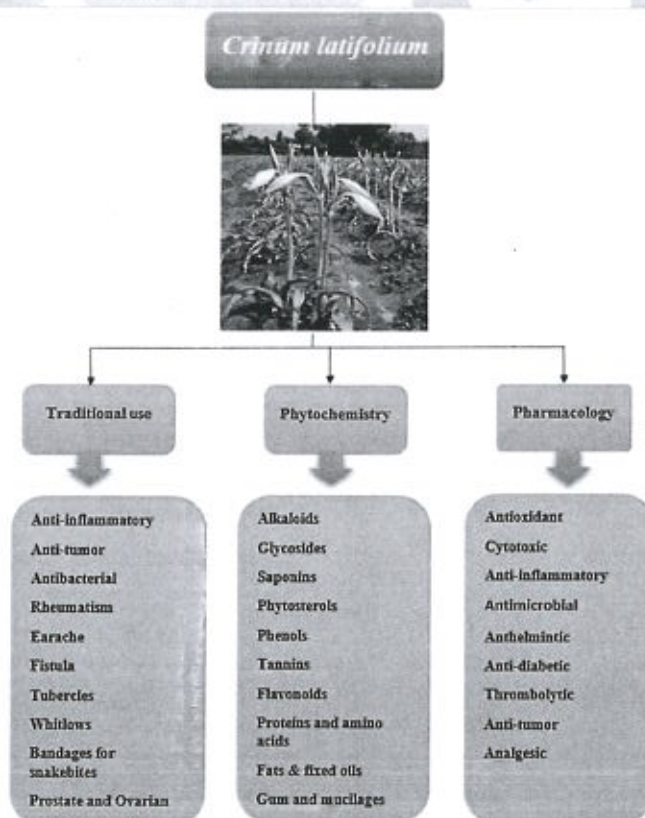 Crinum latifolium
Traditional use
Phytochemistry
Pharmacology
Anti-inflammatory
Anti-tumor
Antibacterial
Rheumatism
Earache
Fistula
Tubercles
Whitlows
Bandages for
snakebites
Prostate and Ovarian
Alkaloids
Glycosides
Saponins
Phytosterols
Phenols
Tannins
Flavonoids
Proteins and amino
acids
Fats & fixed oils
Gum and mucilages
Antioxidant
Cytotoxic
Anti-inflammatory
Antimicrobial
Anthelmintic
Anti-diabetic
Thrombolytic
Anti-tumor
Analgesic